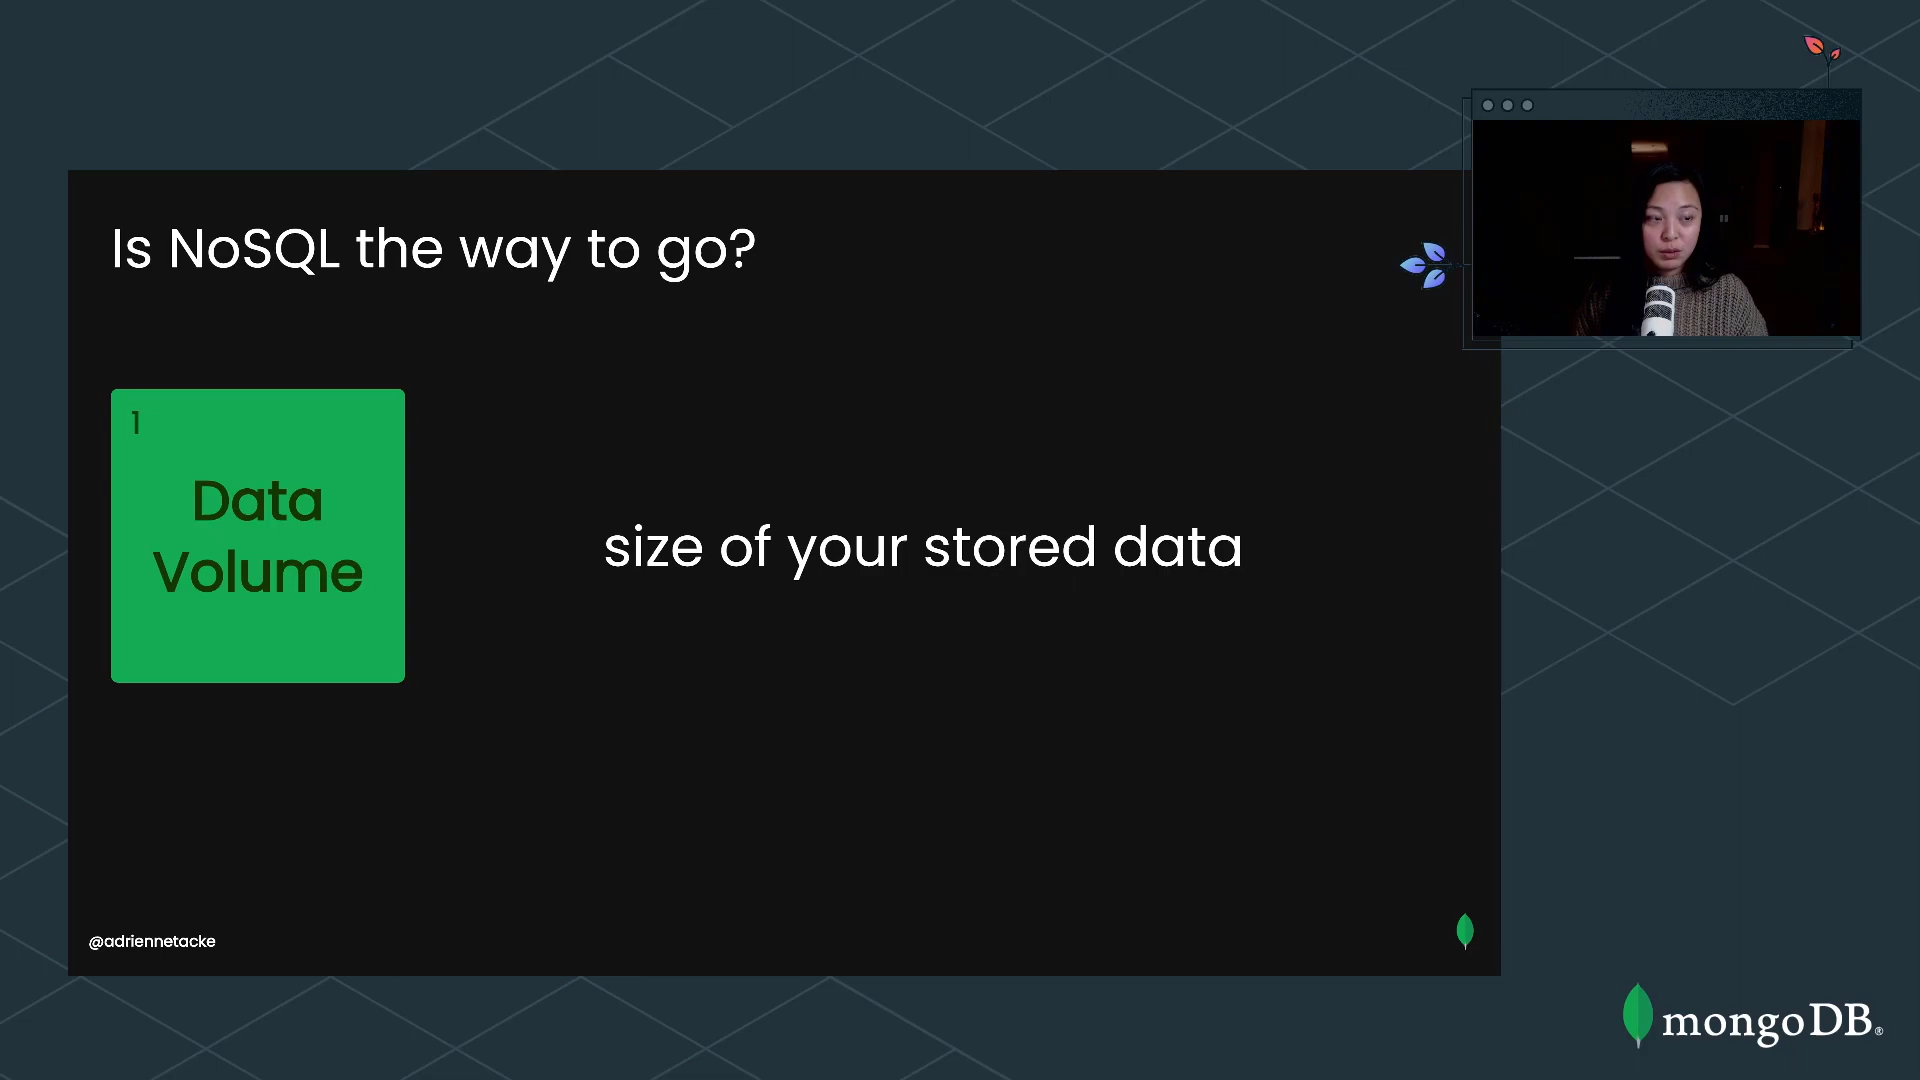 Is NoSQL the way to go?
1
Data
Volume
size of your stored data
@adriennetacke
mongoDB®